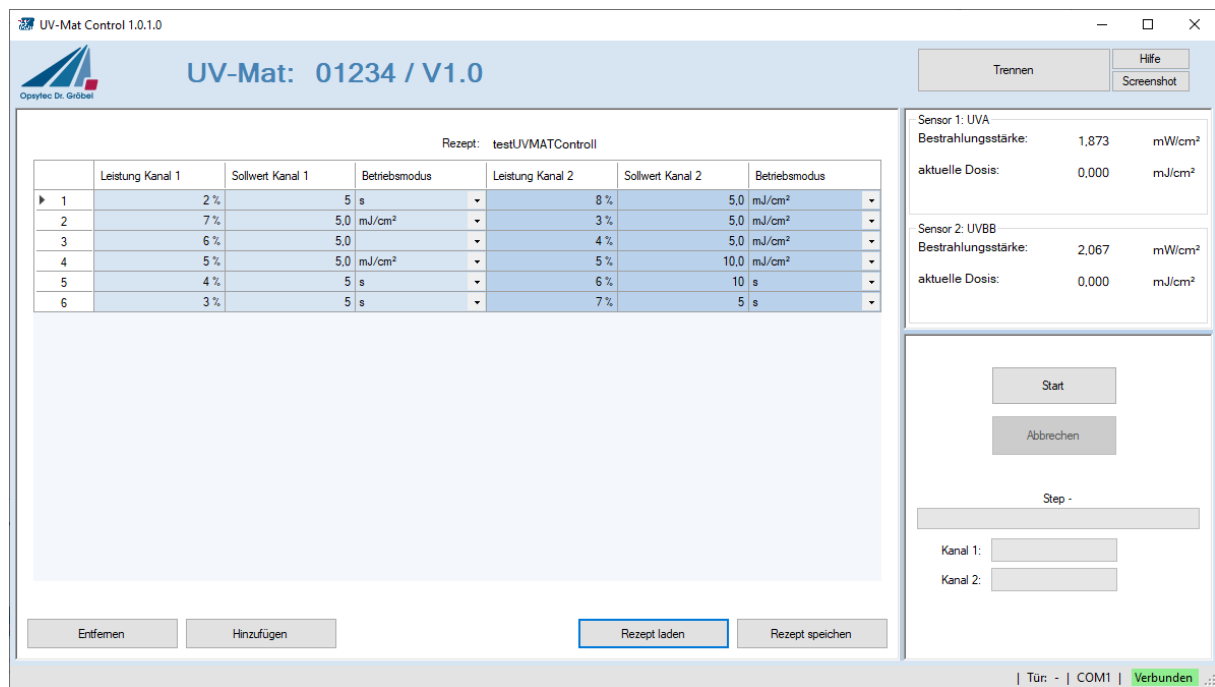 UV-Mat Control 1.0.1.0
Opsytec Dr. Gröbel
UV-Mat: 01234 / V1.0
Trennen
Hilfe
Screenshot
Rezept: testUVMATControll
Leistung Kanal 1 Sollwert Kanal 1 Betriebsmodus Leistung Kanal 2 Sollwert Kanal 2 Betriebsmodus
1 2 % 5 s 8 % 5,0 mJ/cm²
2 7 % 5,0 mJ/cm² 3 % 5,0 mJ/cm²
3 6 % 5,0 4 % 5,0 mJ/cm²
4 5 % 5,0 mJ/cm² 5 % 10,0 mJ/cm²
5 4 % 5 s 6 % 10 s
6 3 % 5 s 7 % 5 s
Entfernen Hinzufügen Rezept laden Rezept speichen
Sensor 1: UVA
Bestrahlungsstärke: 1,873 mW/cm²
aktuelle Dosis: 0,000 mJ/cm²
Sensor 2: UVBB
Bestrahlungsstärke: 2,067 mW/cm²
aktuelle Dosis: 0,000 mJ/cm²
Start
Abbrechen
Step -
Kanal 1:
Kanal 2:
| Tür: - | COM1 | Verbunden